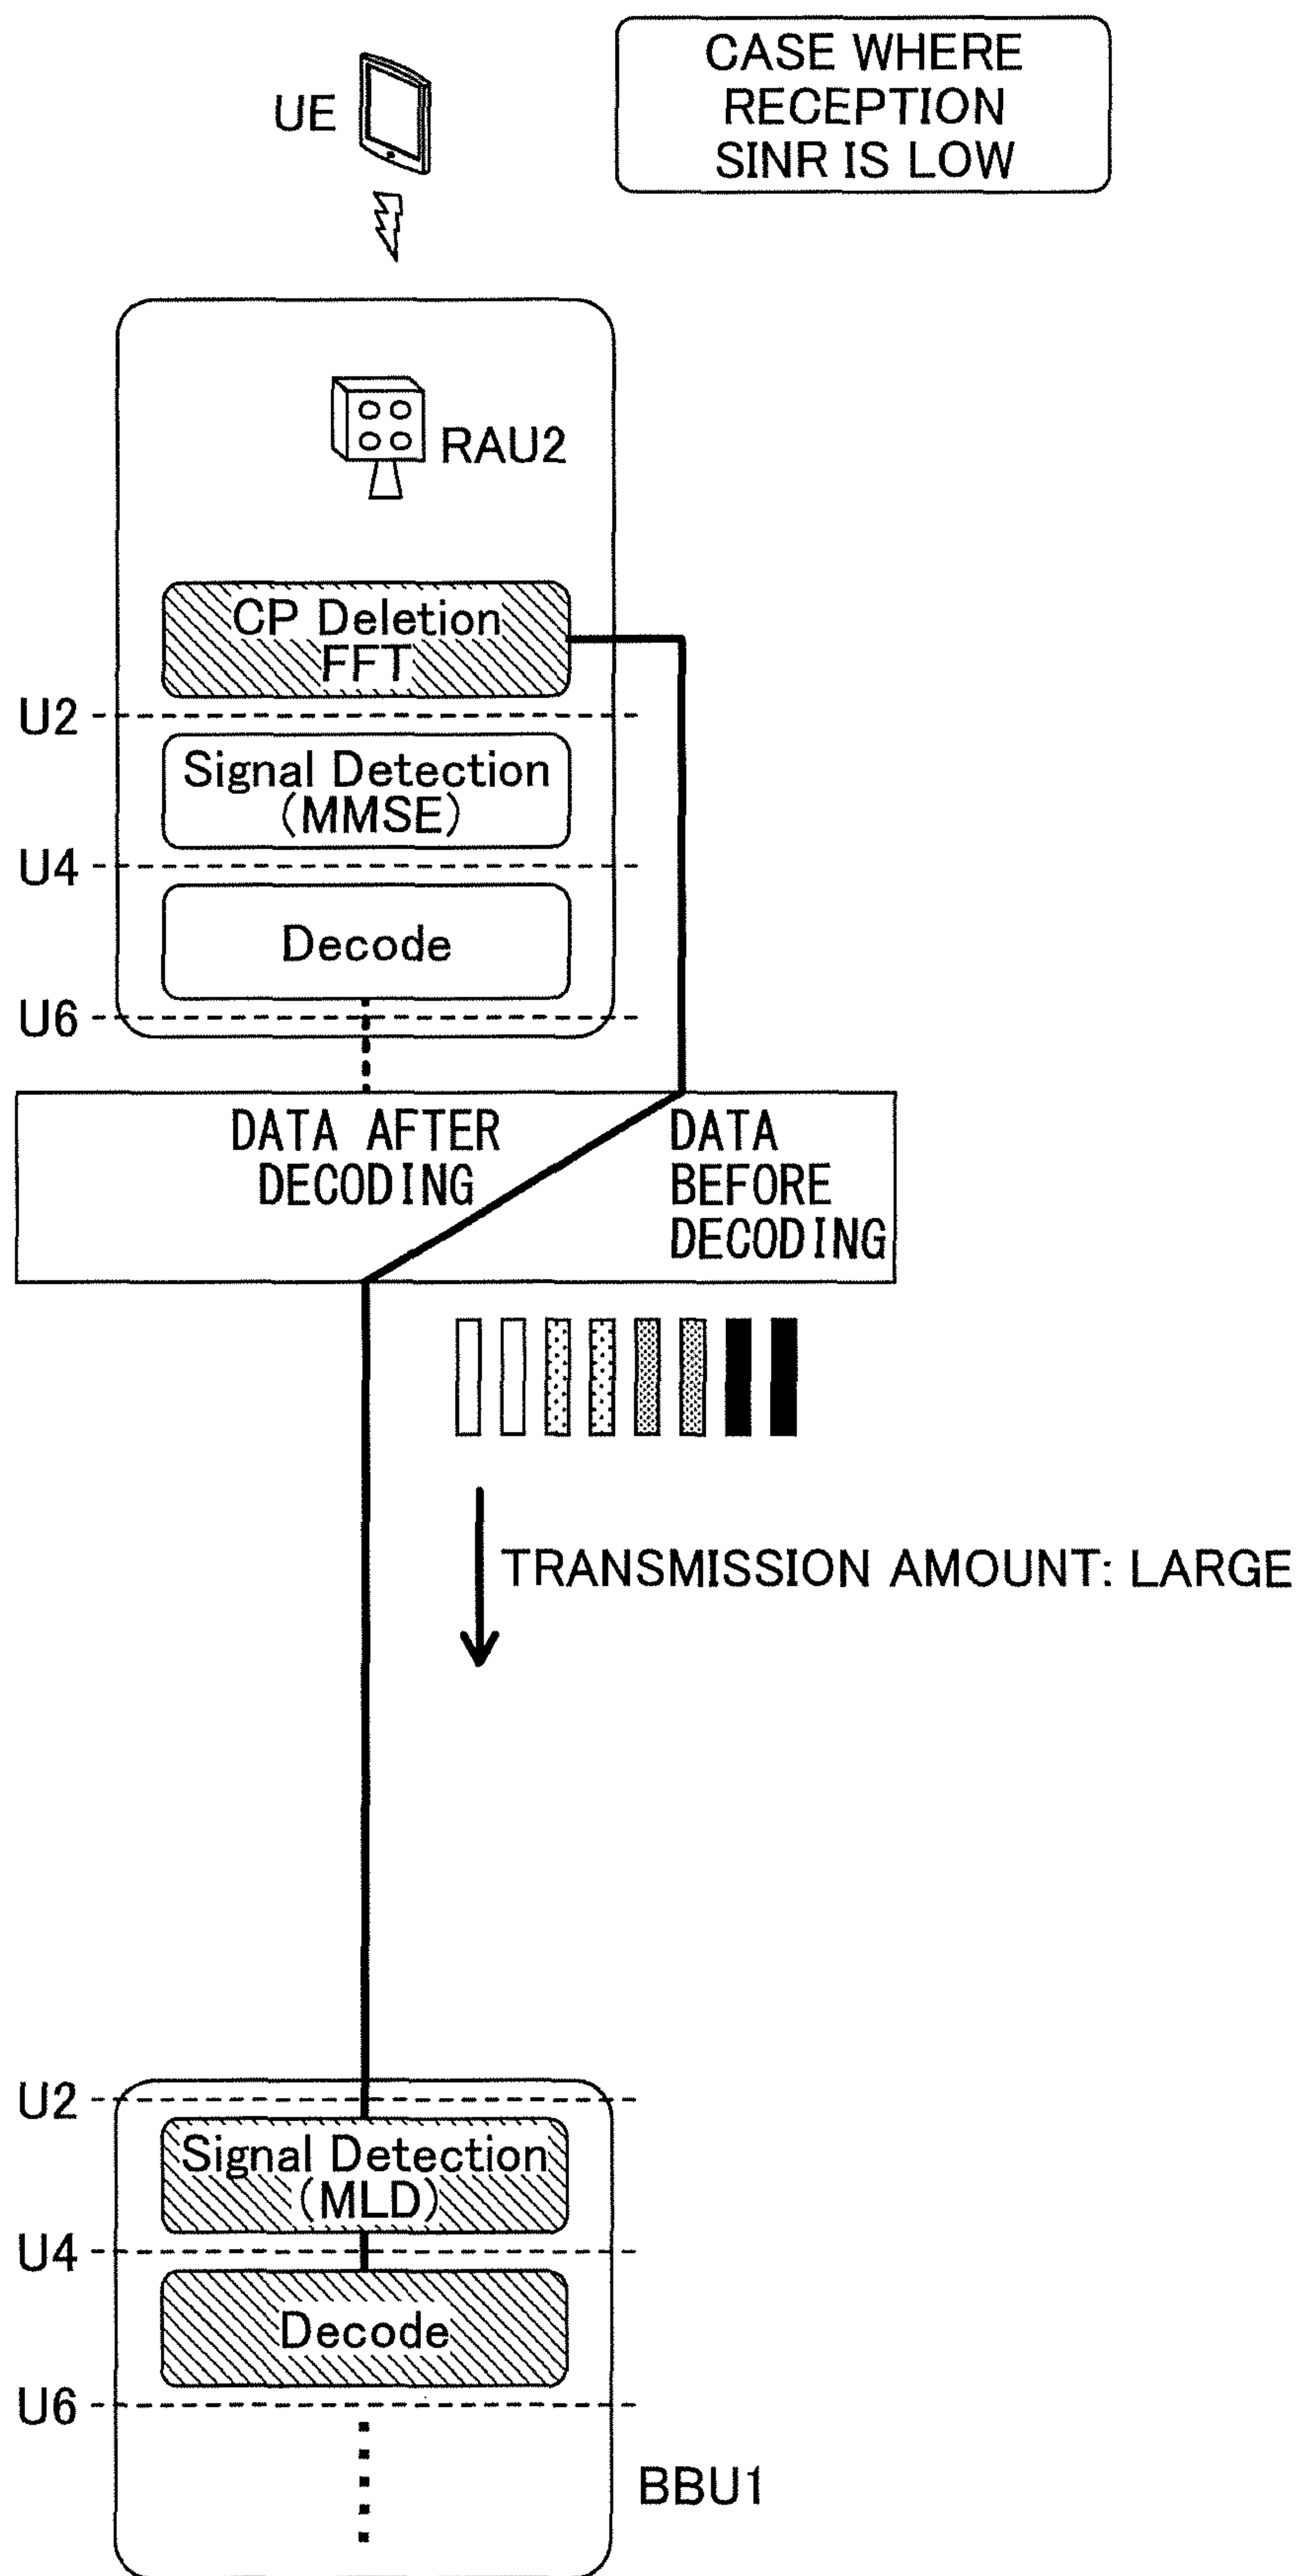 CASE WHERE
RECEPTION
SINR IS LOW
UE
RAU2
CP Deletion
FFT
U2
Signal Detection
(MMSE)
U4
Decode
U6
DATA AFTER
DECODING
DATA
BEFORE
DECODING
TRANSMISSION AMOUNT: LARGE
U2
Signal Detection
(MLD)
U4
Decode
U6
BBU1